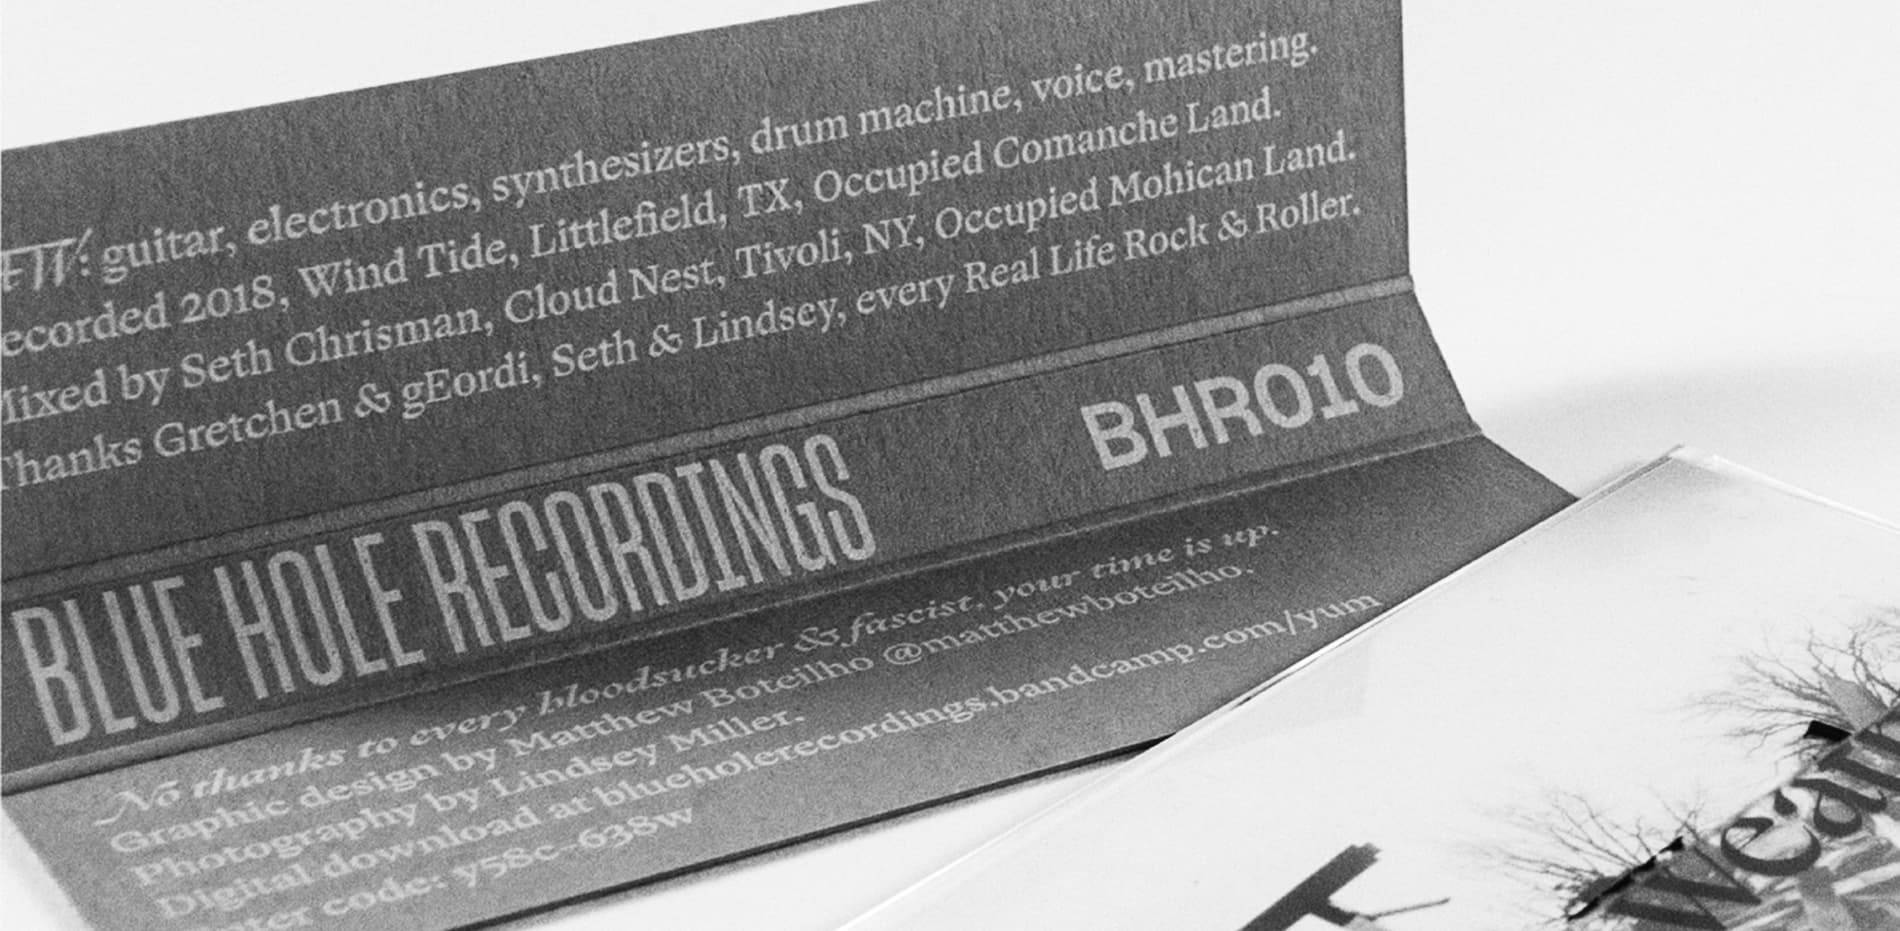 guitar, electronics, synthesizers, drum machine, voice, mastering.
ecorded 2018, Wind Tide, Littlefield, TX, Occupied Comanche Land.
Mixed by Seth Chrisman, Cloud Nest, Tivoli, NY, Occupied Mohican Land.
Thanks Gretchen & gEordi, Seth & Lindsey, every Real Life Rock & Roller.
BLUE HOLE RECORDINGS BHR010
No thanks to every bloodsucker & fascist, your time is up.
Graphic design by Matthew Boteilho @matthewboteilho.
Photography by Lindsey Miller.
Digital download at blueholerecordings.bandcamp.com/yum
code: y58c-638w